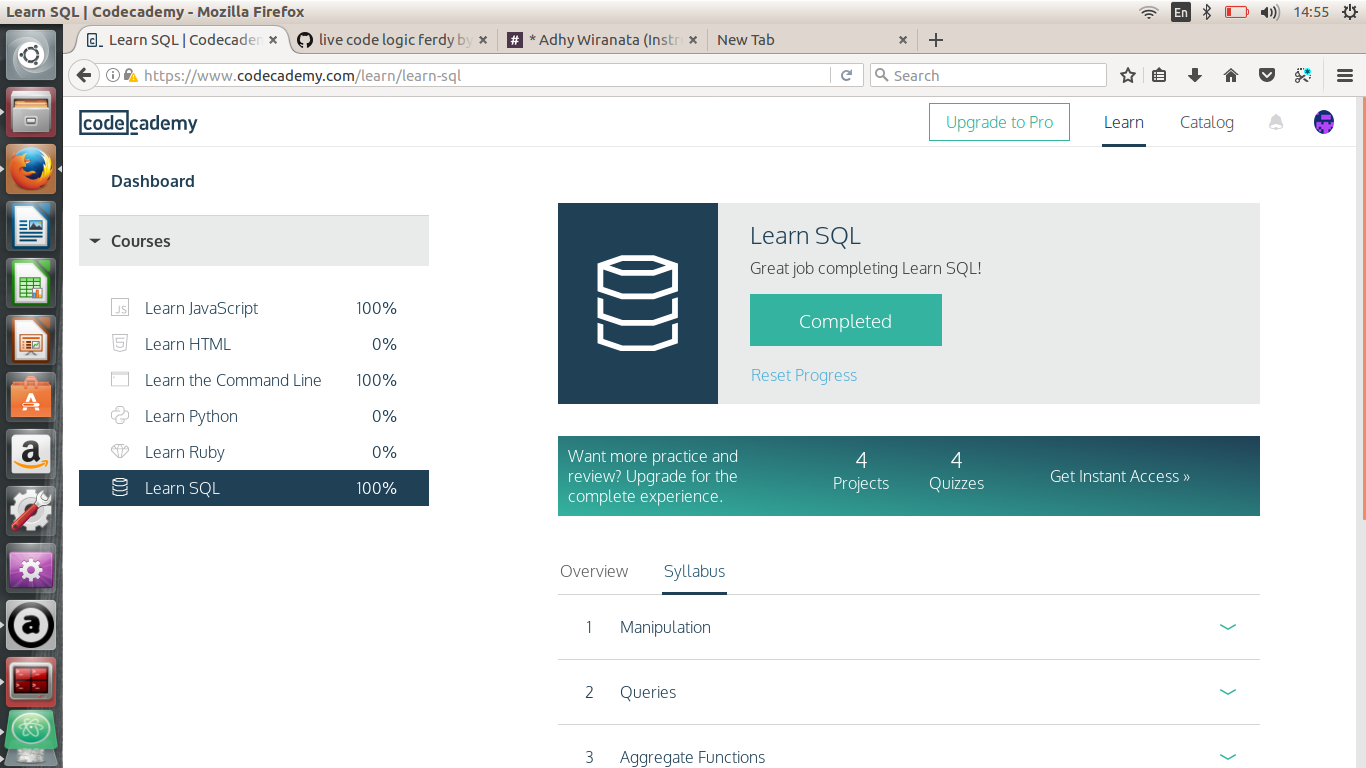 Learn SQL | Codecademy - Mozilla Firefox
En
14:55
Learn SQL | Codecadem
live code logic ferdy by
* Adhy Wiranata (Instr
New Tab
https://www.codecademy.com/learn/learn-sql
Search
codecademy
Upgrade to Pro
Learn
Catalog
Dashboard
Courses
Learn JavaScript 100%
Learn HTML 0%
Learn the Command Line 100%
Learn Python 0%
Learn Ruby 0%
Learn SQL 100%
Learn SQL
Great job completing Learn SQL!
Completed
Reset Progress
Want more practice and
review? Upgrade for the
complete experience.
4
Projects
4
Quizzes
Get Instant Access »
Overview
Syllabus
1 Manipulation
2 Queries
3 Aggregate Functions